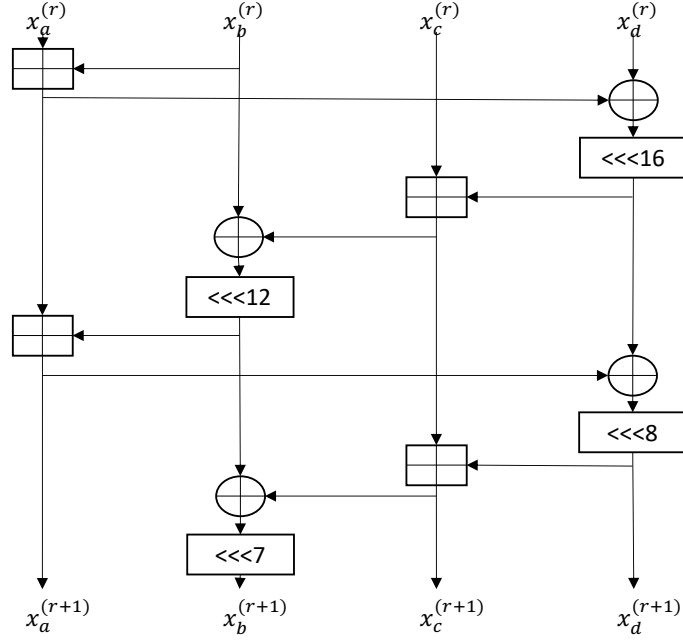 x_a^{(r)} x_b^{(r)} x_c^{(r)} x_d^{(r)}
<<<16
<<<12
<<<8
<<<7
x_a^{(r+1)} x_b^{(r+1)} x_c^{(r+1)} x_d^{(r+1)}